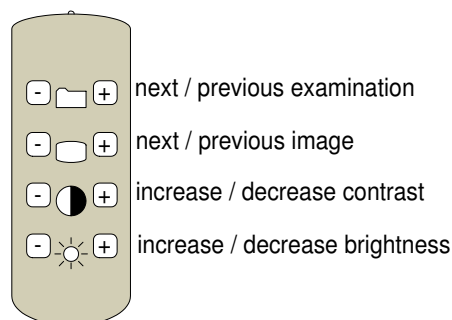 - + next / previous examination
- + next / previous image
- + increase / decrease contrast
- + increase / decrease brightness